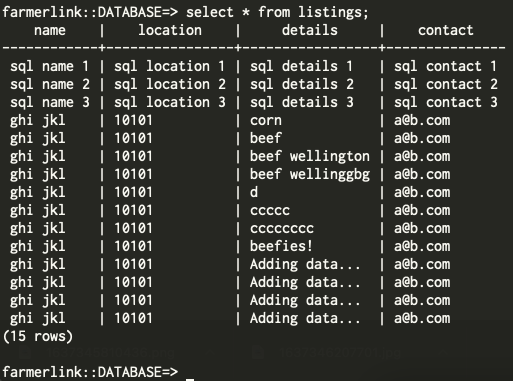 farmerlink::DATABASE=> select * from listings;
    name    |    location    |     details     |    contact
------------+----------------+-----------------+---------------
 sql name 1 | sql location 1 | sql details 1   | sql contact 1
 sql name 2 | sql location 2 | sql details 2   | sql contact 2
 sql name 3 | sql location 3 | sql details 3   | sql contact 3
 ghi jkl    | 10101          | corn            | a@b.com
 ghi jkl    | 10101          | beef            | a@b.com
 ghi jkl    | 10101          | beef wellington | a@b.com
 ghi jkl    | 10101          | beef wellinggbg | a@b.com
 ghi jkl    | 10101          | d               | a@b.com
 ghi jkl    | 10101          | ccccc           | a@b.com
 ghi jkl    | 10101          | cccccccc        | a@b.com
 ghi jkl    | 10101          | beefies!        | a@b.com
 ghi jkl    | 10101          | Adding data...  | a@b.com
 ghi jkl    | 10101          | Adding data...  | a@b.com
 ghi jkl    | 10101          | Adding data...  | a@b.com
 ghi jkl    | 10101          | Adding data...  | a@b.com
(15 rows)

farmerlink::DATABASE=>